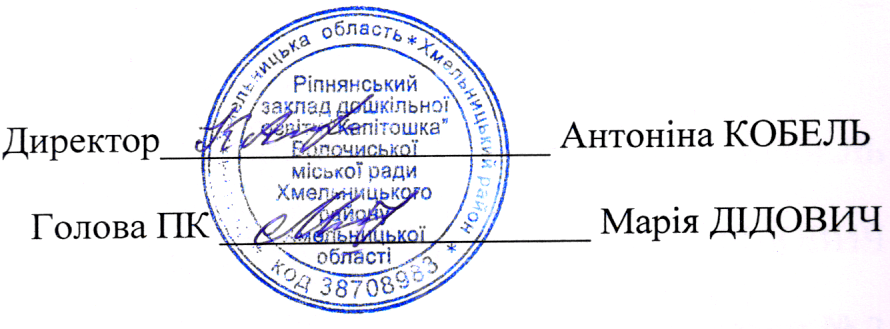 Хмельницька область * Хмельницький район *
код 38708983
Ріпнянський
заклад дошкільної
освіти "Капітошка"
Волочиської
міської ради
Хмельницького
району
Хмельницької
області
Директор Антоніна КОБЕЛЬ
Голова ПК Марія ДІДОВИЧ